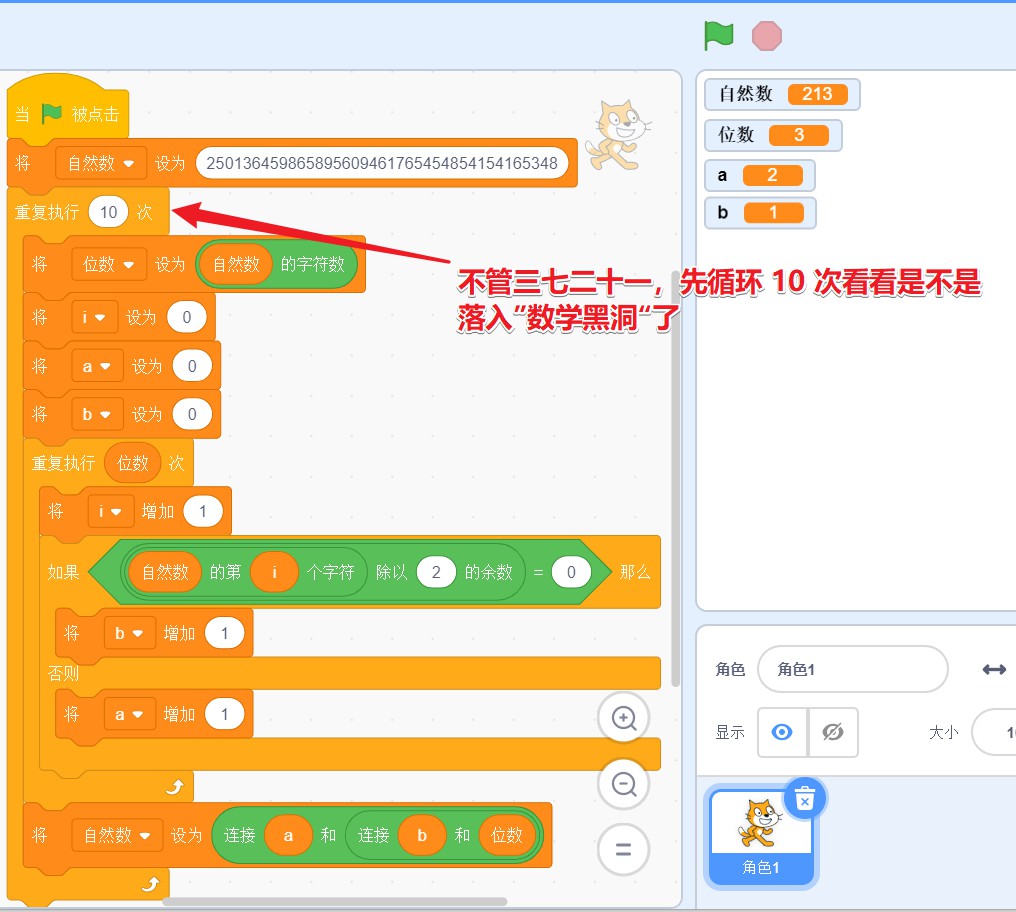 当 被点击
将 自然数 设为 25013645986589560946176545485415416534​8
重复执行 10 次
将 位数 设为 自然数 的字符数
将 i 设为 0
将 a 设为 0
将 b 设为 0
重复执行 位数 次
将 i 增加 1
如果 自然数 的第 i 个字符 除以 2 的余数 = 0 那么
将 b 增加 1
否则
将 a 增加 1
将 自然数 设为 连接 a 和 连接 b 和 位数
不管三七二十一，先循环 10 次看看是不是
落入”数学黑洞“了
自然数 213
位数 3
a 2
b 1
角色 角色1
显示 大小
角色1